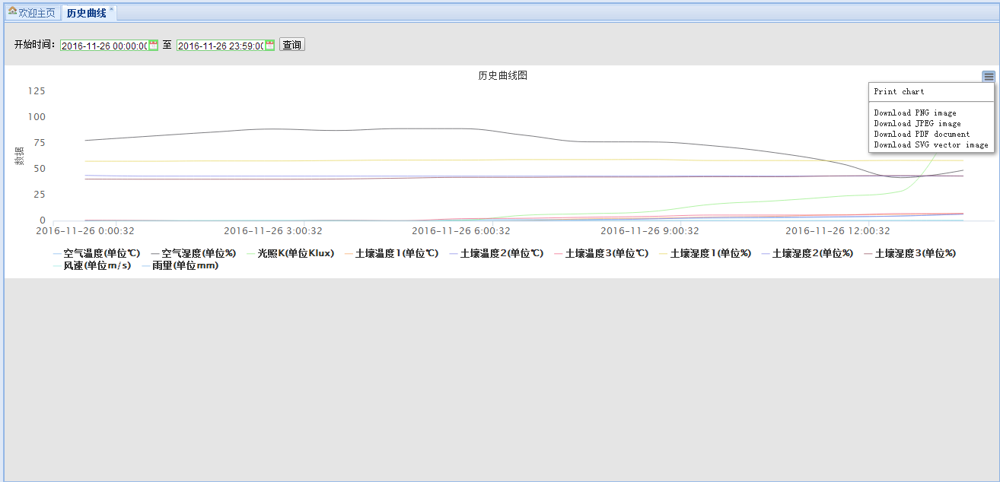 欢迎主页 历史曲线
开始时间: 2016-11-26 00:00:00 至 2016-11-26 23:59:00 查询
历史曲线图
Print chart
Download PNG image
Download JPEG image
Download PDF document
Download SVG vector image
数据
125
100
75
50
25
0
2016-11-26 0:00:32 2016-11-26 3:00:32 2016-11-26 6:00:32 2016-11-26 9:00:32 2016-11-26 12:00:32
空气温度(单位℃) 空气湿度(单位%) 光照K(单位Klux) 土壤温度1(单位℃) 土壤温度2(单位℃) 土壤温度3(单位℃) 土壤湿度1(单位%) 土壤湿度2(单位%) 土壤湿度3(单位%)
风速(单位m/s) 雨量(单位mm)